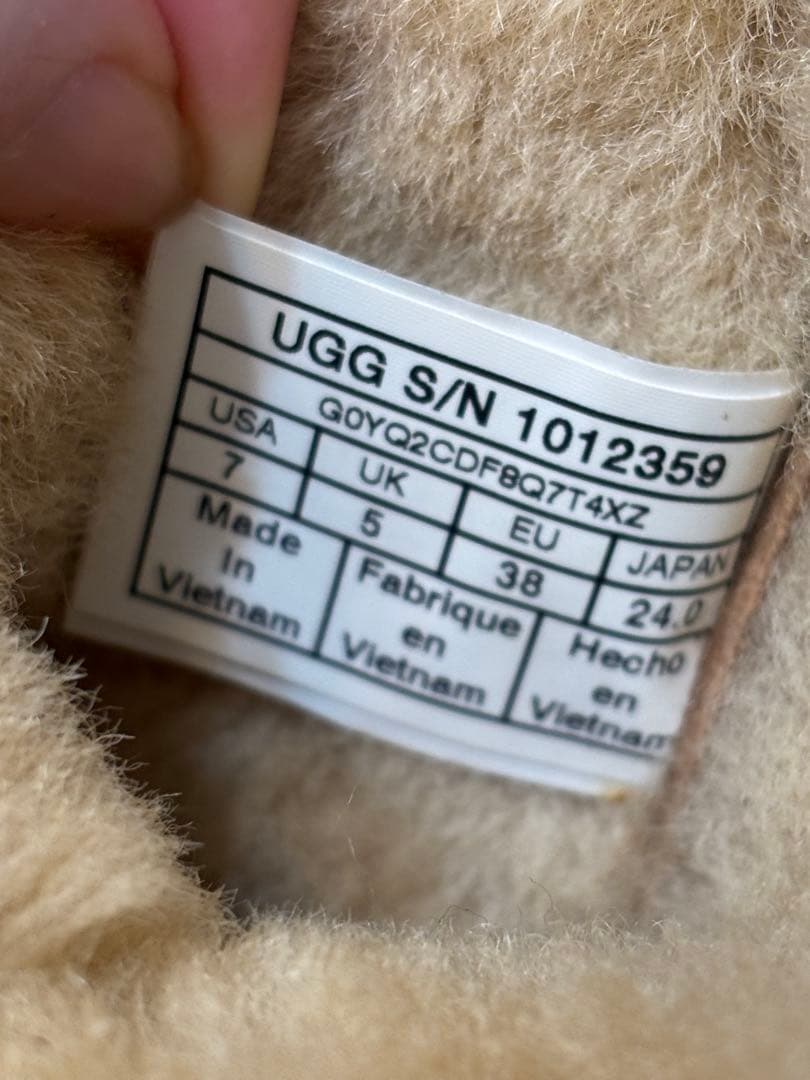 UGG S/N 1012359
G0YQ2CDF8Q7T4XZ
USA UK EU JAPAN
7 5 38 24.0
Made
In
Vietnam
Fabrique
en
Vietnam
Hecho
en
Vietnam